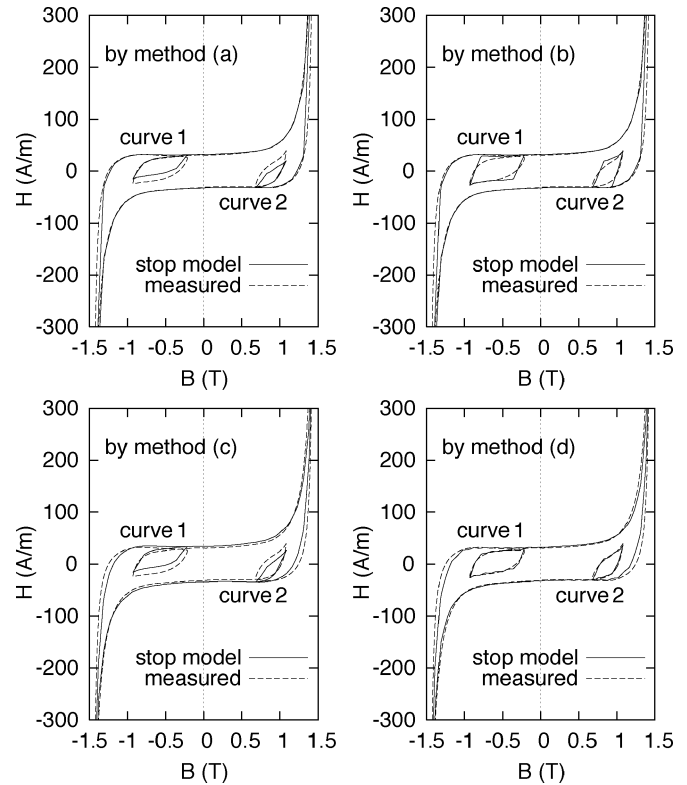 300
by method (a)
200
100
curve 1
0
H (A/m)
-100
curve 2
-200
stop model
measured
-300
-1.5 -1 -0.5 0 0.5 1 1.5
B (T)
300
by method (b)
200
100
curve 1
0
H (A/m)
-100
curve 2
-200
stop model
measured
-300
-1.5 -1 -0.5 0 0.5 1 1.5
B (T)
300
by method (c)
200
100
curve 1
0
H (A/m)
-100
curve 2
-200
stop model
measured
-300
-1.5 -1 -0.5 0 0.5 1 1.5
B (T)
300
by method (d)
200
100
curve 1
0
H (A/m)
-100
curve 2
-200
stop model
measured
-300
-1.5 -1 -0.5 0 0.5 1 1.5
B (T)